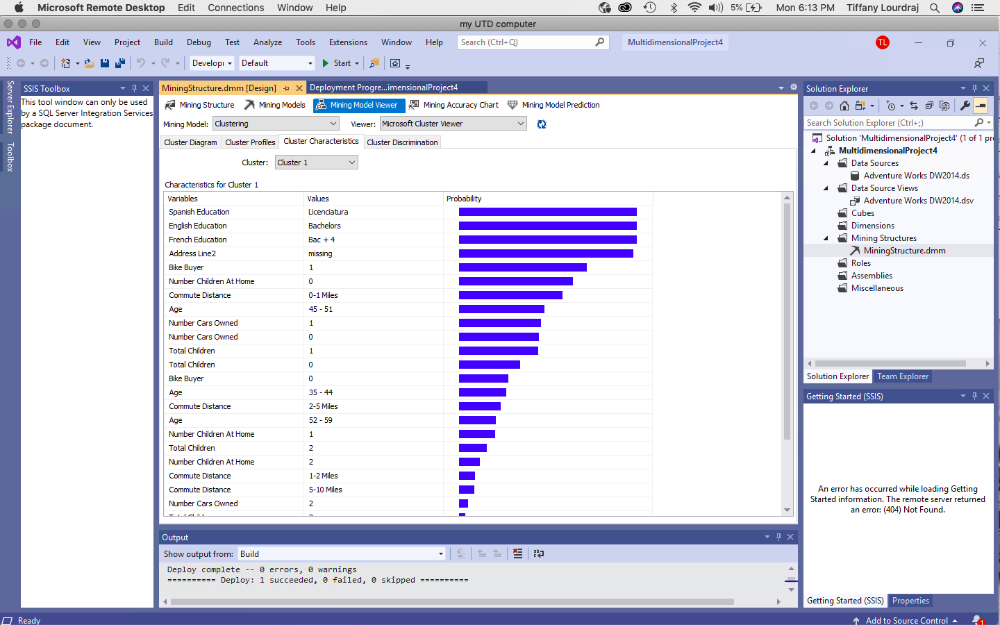 Microsoft Remote Desktop Edit Connections Window Help 5% Mon 6:13 PM Tiffany Lourdraj
my UTD computer
File Edit View Project Build Debug Test Analyze Tools Extensions Window Help Search (Ctrl+Q) MultidimensionalProject4 TL
Develop Default Start
Server Explorer
Toolbox
SSIS Toolbox
This tool window can only be used
by a SQL Server Integration Services
package document.
MiningStructure.dmm [Design] Deployment Progre...imensionalProject4
Mining Structure Mining Models Mining Model Viewer Mining Accuracy Chart Mining Model Prediction
Mining Model: Clustering Viewer: Microsoft Cluster Viewer
Cluster Diagram Cluster Profiles Cluster Characteristics Cluster Discrimination
Cluster: Cluster 1
Characteristics for Cluster 1
Variables Values Probability
Spanish Education Licenciatura
English Education Bachelors
French Education Bac + 4
Address Line2 missing
Bike Buyer 1
Number Children At Home 0
Commute Distance 0-1 Miles
Age 45 - 51
Number Cars Owned 1
Number Cars Owned 0
Total Children 1
Total Children 0
Bike Buyer 0
Age 35 - 44
Commute Distance 2-5 Miles
Age 52 - 59
Number Children At Home 1
Total Children 2
Number Children At Home 2
Commute Distance 1-2 Miles
Commute Distance 5-10 Miles
Number Cars Owned 2
Output
Show output from: Build
Deploy complete -- 0 errors, 0 warnings
========== Deploy: 1 succeeded, 0 failed, 0 skipped ==========
Solution Explorer
Search Solution Explorer (Ctrl+;)
Solution 'MultidimensionalProject4' (1 of 1 pr
MultidimensionalProject4
Data Sources
Adventure Works DW2014.ds
Data Source Views
Adventure Works DW2014.dsv
Cubes
Dimensions
Mining Structures
MiningStructure.dmm
Roles
Assemblies
Miscellaneous
Solution Explorer Team Explorer
Getting Started (SSIS)
An error has occurred while loading Getting
Started information. The remote server returned
an error: (404) Not Found.
Getting Started (SSIS) Properties
Ready Add to Source Control 1